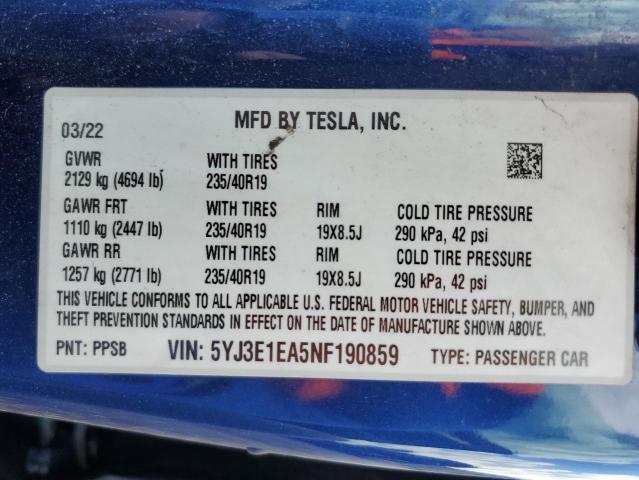 MFD BY TESLA, INC.
03/22
GVWR WITH TIRES
2129 kg (4694 lb) 235/40R19
GAWR FRT WITH TIRES RIM COLD TIRE PRESSURE
1110 kg (2447 lb) 235/40R19 19X8.5J 290 kPa, 42 psi
GAWR RR WITH TIRES RIM COLD TIRE PRESSURE
1257 kg (2771 lb) 235/40R19 19X8.5J 290 kPa, 42 psi
THIS VEHICLE CONFORMS TO ALL APPLICABLE U.S. FEDERAL MOTOR VEHICLE SAFETY, BUMPER, AND
THEFT PREVENTION STANDARDS IN EFFECT ON THE DATE OF MANUFACTURE SHOWN ABOVE.
PNT: PPSB VIN: 5YJ3E1EA5NF190859 TYPE: PASSENGER CAR